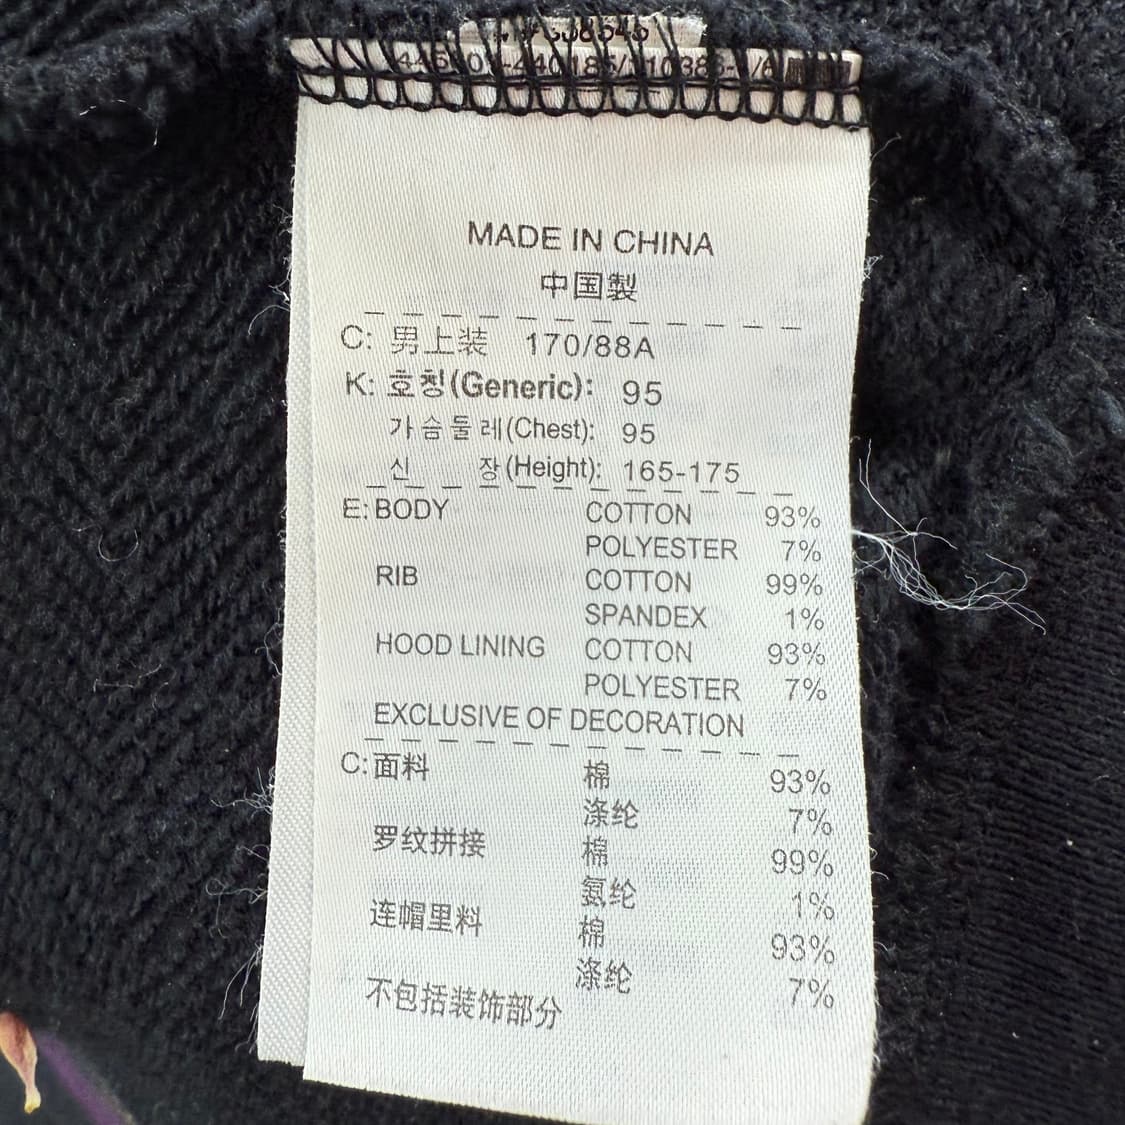 MADE IN CHINA
中国製
C: 男上装 170/88A
K: 호칭(Generic): 95
가슴둘레(Chest): 95
신 장(Height): 165-175
E: BODY COTTON 93%
POLYESTER 7%
RIB COTTON 99%
SPANDEX 1%
HOOD LINING COTTON 93%
POLYESTER 7%
EXCLUSIVE OF DECORATION
C: 面料 棉 93%
涤纶 7%
罗纹拼接 棉 99%
氨纶 1%
连帽里料 棉 93%
涤纶 7%
不包括装饰部分